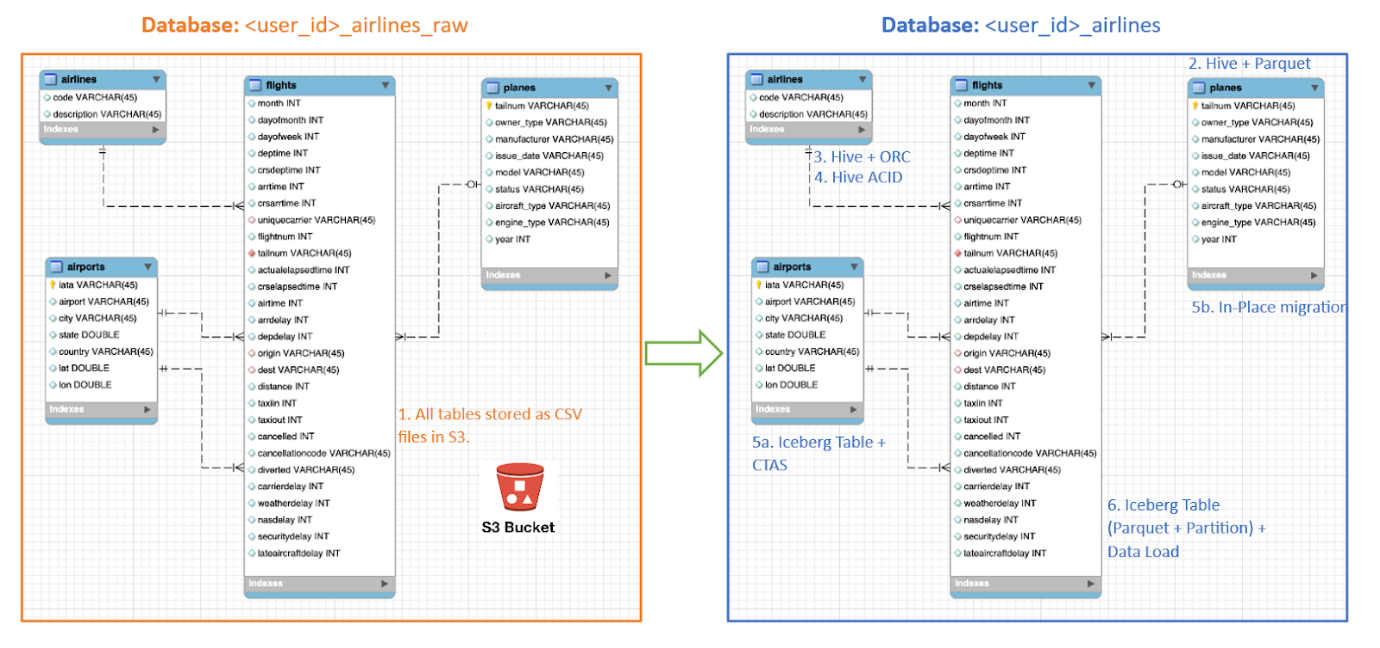 Database: <user_id>_airlines_raw
airlines
code VARCHAR(45)
description VARCHAR(45)
Indexes
flights
month INT
dayofmonth INT
dayofweek INT
deptime INT
crsdeptime INT
arrtime INT
crsarrtime INT
uniquecarrier VARCHAR(45)
flightnum INT
tailnum VARCHAR(45)
actualelapsedtime INT
crselapsedtime INT
airtime INT
arrdelay INT
depdelay INT
origin VARCHAR(45)
dest VARCHAR(45)
distance INT
taxiin INT
taxiout INT
cancelled INT
cancellationcode VARCHAR(45)
diverted VARCHAR(45)
carrierdelay INT
weatherdelay INT
nasdelay INT
securitydelay INT
lateaircraftdelay INT
Indexes
planes
tailnum VARCHAR(45)
owner_type VARCHAR(45)
manufacturer VARCHAR(45)
issue_date VARCHAR(45)
model VARCHAR(45)
status VARCHAR(45)
aircraft_type VARCHAR(45)
engine_type VARCHAR(45)
year INT
Indexes
airports
iata VARCHAR(45)
airport VARCHAR(45)
city VARCHAR(45)
state DOUBLE
country VARCHAR(45)
lat DOUBLE
lon DOUBLE
Indexes
1. All tables stored as CSV
files in S3.
S3 Bucket
Database: <user_id>_airlines
airlines
code VARCHAR(45)
description VARCHAR(45)
Indexes
3. Hive + ORC
4. Hive ACID
flights
month INT
dayofmonth INT
dayofweek INT
deptime INT
crsdeptime INT
arrtime INT
crsarrtime INT
uniquecarrier VARCHAR(45)
flightnum INT
tailnum VARCHAR(45)
actualelapsedtime INT
crselapsedtime INT
airtime INT
arrdelay INT
depdelay INT
origin VARCHAR(45)
dest VARCHAR(45)
distance INT
taxiin INT
taxiout INT
cancelled INT
cancellationcode VARCHAR(45)
diverted VARCHAR(45)
carrierdelay INT
weatherdelay INT
nasdelay INT
securitydelay INT
lateaircraftdelay INT
Indexes
2. Hive + Parquet
planes
tailnum VARCHAR(45)
owner_type VARCHAR(45)
manufacturer VARCHAR(45)
issue_date VARCHAR(45)
model VARCHAR(45)
status VARCHAR(45)
aircraft_type VARCHAR(45)
engine_type VARCHAR(45)
year INT
Indexes
5b. In-Place migration
airports
iata VARCHAR(45)
airport VARCHAR(45)
city VARCHAR(45)
state DOUBLE
country VARCHAR(45)
lat DOUBLE
lon DOUBLE
Indexes
5a. Iceberg Table +
CTAS
6. Iceberg Table
(Parquet + Partition) +
Data Load